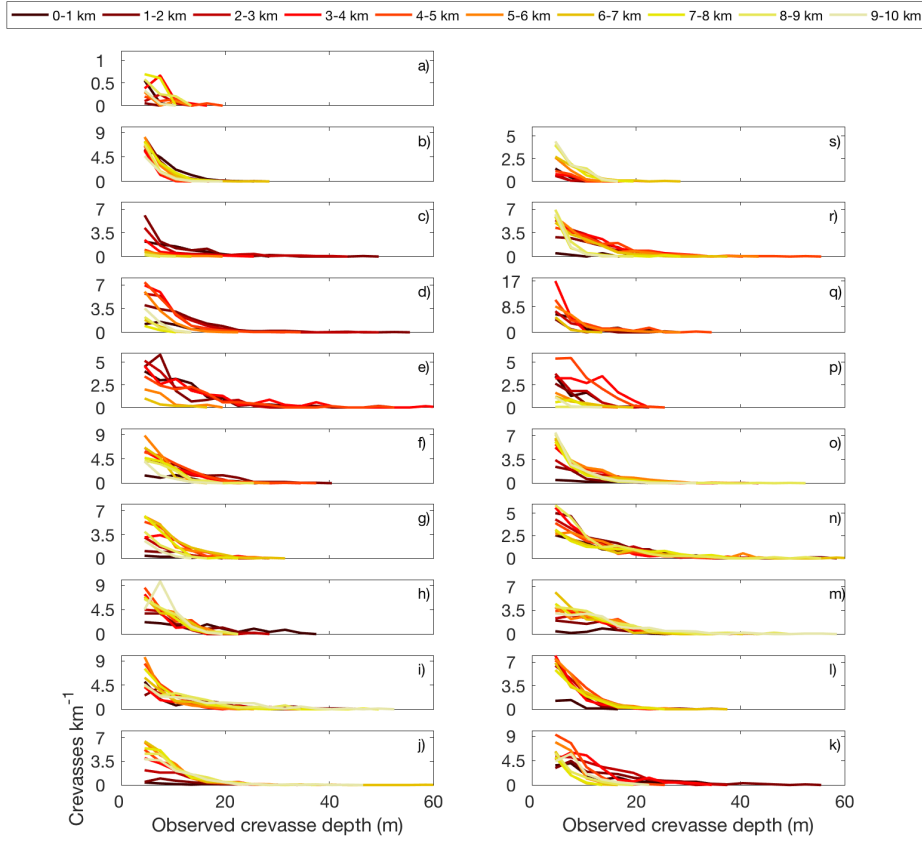 0-1 km 1-2 km 2-3 km 3-4 km 4-5 km 5-6 km 6-7 km 7-8 km 8-9 km 9-10 km
1
0.5
0
a)
9
4.5
0
b)
7
3.5
0
c)
7
3.5
0
d)
5
2.5
0
e)
9
4.5
0
f)
7
3.5
0
g)
9
4.5
0
h)
9
4.5
0
i)
7
3.5
0
j)
0 20 40 60
Observed crevasse depth (m)
Crevasses km-1
5
2.5
0
s)
7
3.5
0
r)
17
8.5
0
q)
5
2.5
0
p)
7
3.5
0
o)
5
2.5
0
n)
7
3.5
0
m)
7
3.5
0
l)
9
4.5
0
k)
0 20 40 60
Observed crevasse depth (m)